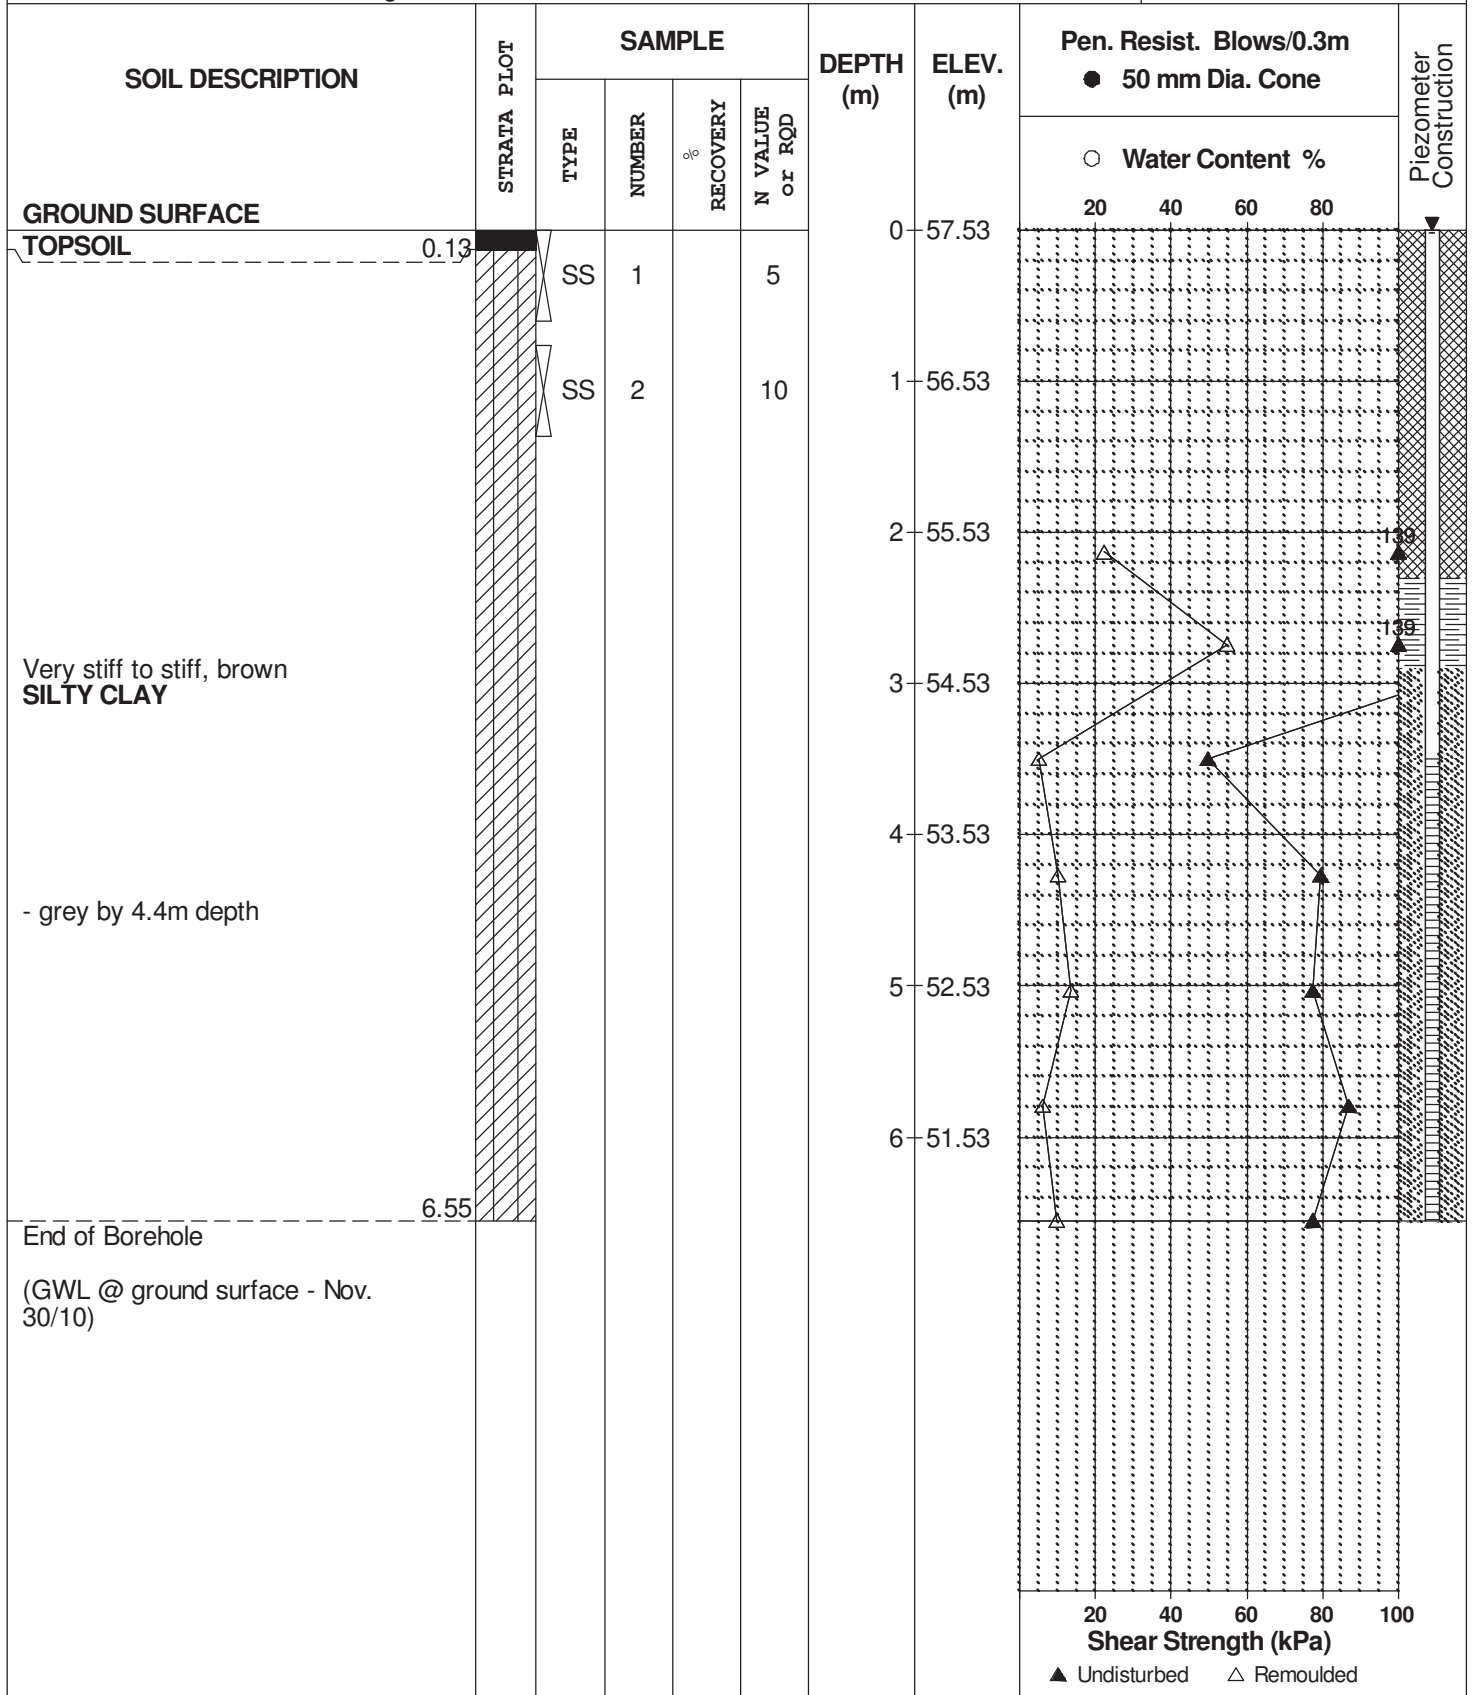 SOIL DESCRIPTION
STRATA PLOT
SAMPLE
TYPE
NUMBER
%
RECOVERY
N VALUE
or RQD
DEPTH
(m)
ELEV.
(m)
Pen. Resist. Blows/0.3m
● 50 mm Dia. Cone
○ Water Content %
Piezometer
Construction
20 40 60 80
GROUND SURFACE
TOPSOIL 0.13
0 57.53
SS 1 5
SS 2 10
1 56.53
2 55.53
139
139
Very stiff to stiff, brown
SILTY CLAY
3 54.53
4 53.53
- grey by 4.4m depth
5 52.53
6 51.53
6.55
End of Borehole
(GWL @ ground surface - Nov.
30/10)
20 40 60 80 100
Shear Strength (kPa)
▲ Undisturbed △ Remoulded